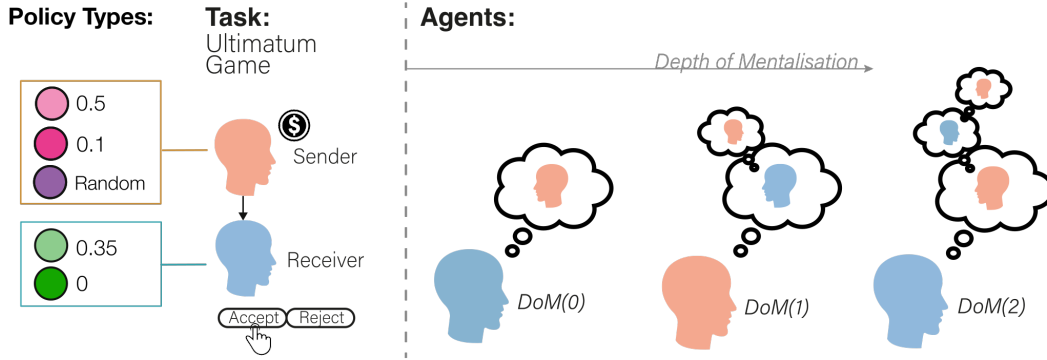 Policy Types:
0.5
0.1
Random
0.35
0
Task:
Ultimatum
Game
$
Sender
Receiver
Accept
Reject
Agents:
Depth of Mentalisation
DoM(0)
DoM(1)
DoM(2)